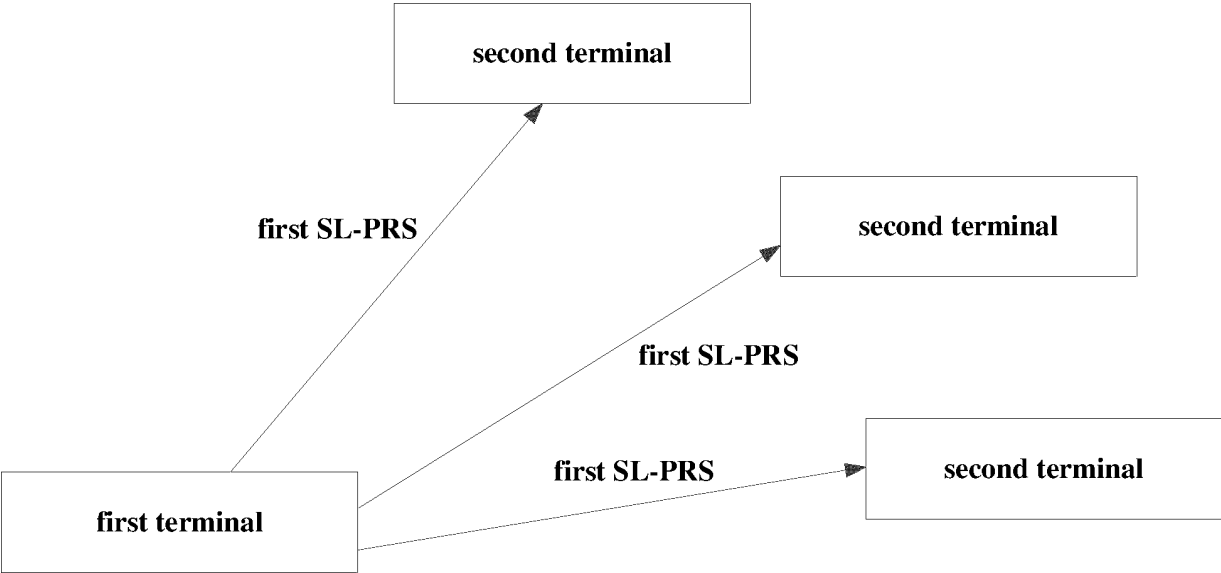 second terminal
first SL-PRS
second terminal
first SL-PRS
first SL-PRS
second terminal
first terminal